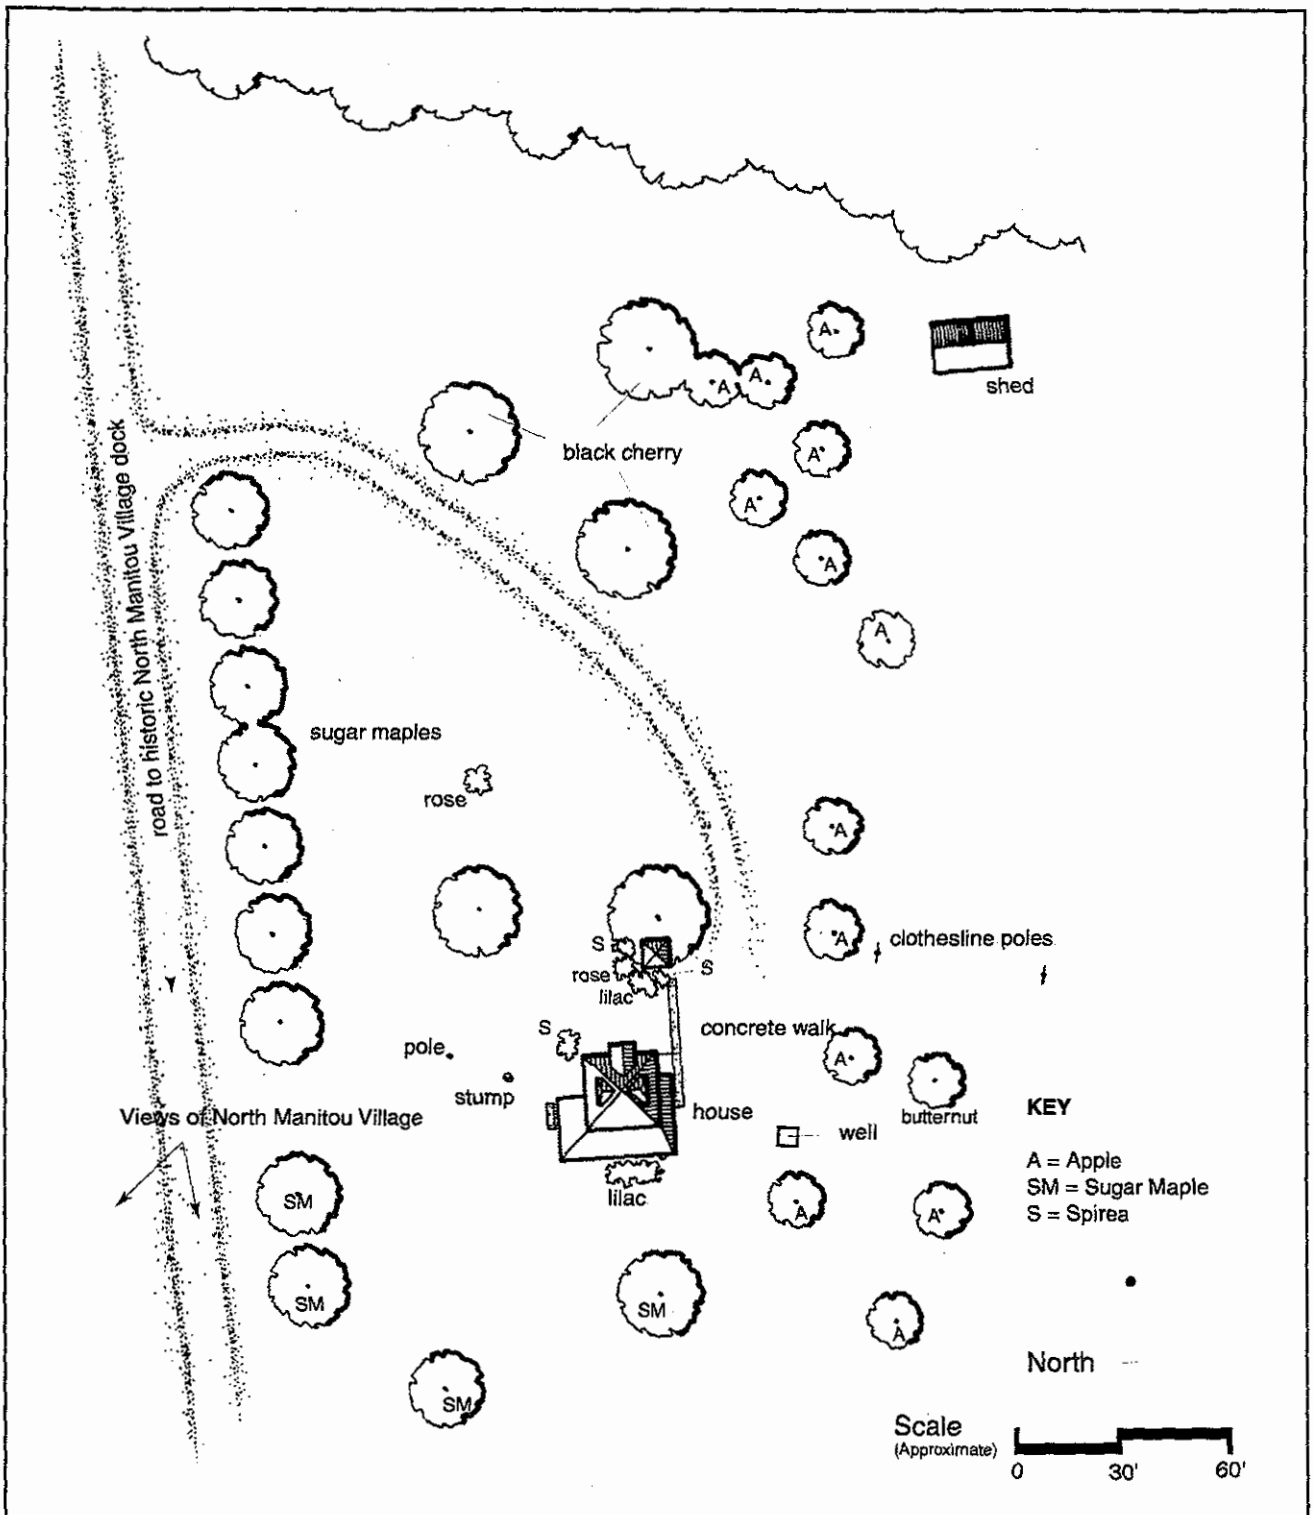 A
A
A
shed
black cherry
A
A
A
A
road to historic North Manitou Village dock
sugar maples
rose
A
A
clothesline poles
S
S
rose
lilac
S
concrete walk
A
pole
stump
butternut
house
well
Views of North Manitou Village
lilac
SM
A
A
SM
SM
A
SM
KEY
A = Apple
SM = Sugar Maple
S = Spirea
North
Scale
(Approximate)
0 30' 60'